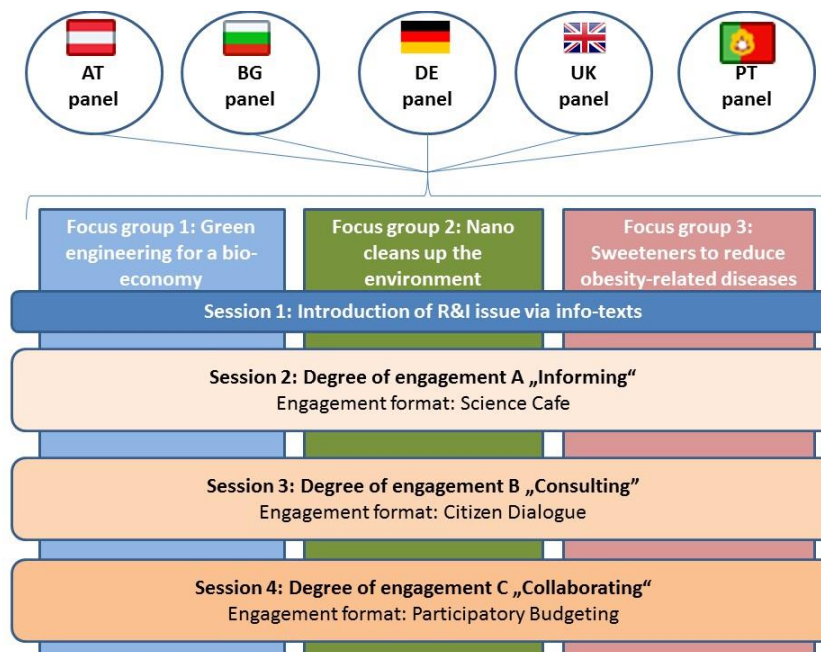 AT
panel
BG
panel
DE
panel
UK
panel
PT
panel
Focus group 1: Green
engineering for a bio-
economy
Focus group 2: Nano
cleans up the
environment
Focus group 3:
Sweeteners to reduce
obesity-related diseases
Session 1: Introduction of R&I issue via info-texts
Session 2: Degree of engagement A „Informing“
Engagement format: Science Cafe
Session 3: Degree of engagement B „Consulting”
Engagement format: Citizen Dialogue
Session 4: Degree of engagement C „Collaborating“
Engagement format: Participatory Budgeting